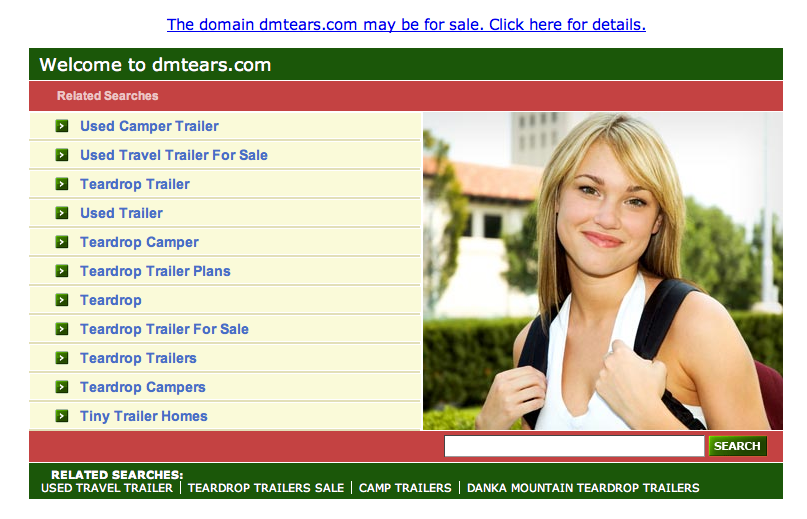 The domain dmtears.com may be for sale. Click here for details.
Welcome to dmtears.com
Related Searches
Used Camper Trailer
Used Travel Trailer For Sale
Teardrop Trailer
Used Trailer
Teardrop Camper
Teardrop Trailer Plans
Teardrop
Teardrop Trailer For Sale
Teardrop Trailers
Teardrop Campers
Tiny Trailer Homes
SEARCH
RELATED SEARCHES:
USED TRAVEL TRAILER | TEARDROP TRAILERS SALE | CAMP TRAILERS | DANKA MOUNTAIN TEARDROP TRAILERS